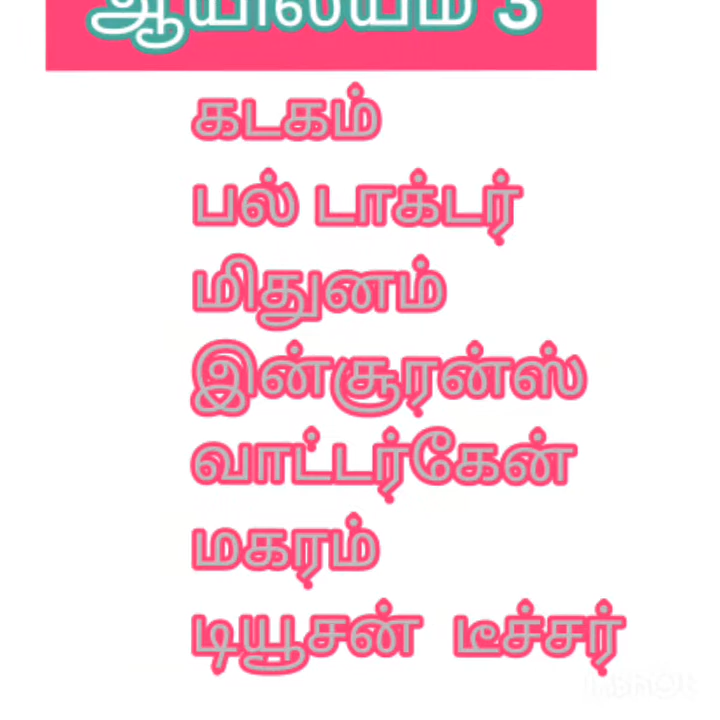 ஆயில்யம் 3
கடகம்
பல் டாக்டர்
மிதுனம்
இன்சூரன்ஸ்
வாட்டர்கேன்
மகரம்
டியூசன் டீச்சர்